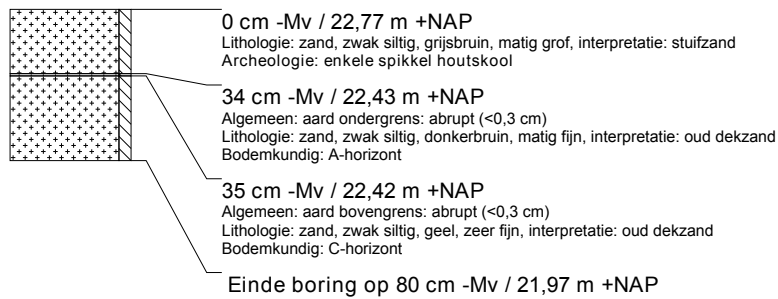 0 cm -Mv / 22,77 m +NAP
Lithologie: zand, zwak siltig, grijsbruin, matig grof, interpretatie: stuifzand
Archeologie: enkele spikkel houtskool
34 cm -Mv / 22,43 m +NAP
Algemeen: aard ondergrens: abrupt (<0,3 cm)
Lithologie: zand, zwak siltig, donkerbruin, matig fijn, interpretatie: oud dekzand
Bodemkundig: A-horizont
35 cm -Mv / 22,42 m +NAP
Algemeen: aard bovengrens: abrupt (<0,3 cm)
Lithologie: zand, zwak siltig, geel, zeer fijn, interpretatie: oud dekzand
Bodemkundig: C-horizont
Einde boring op 80 cm -Mv / 21,97 m +NAP